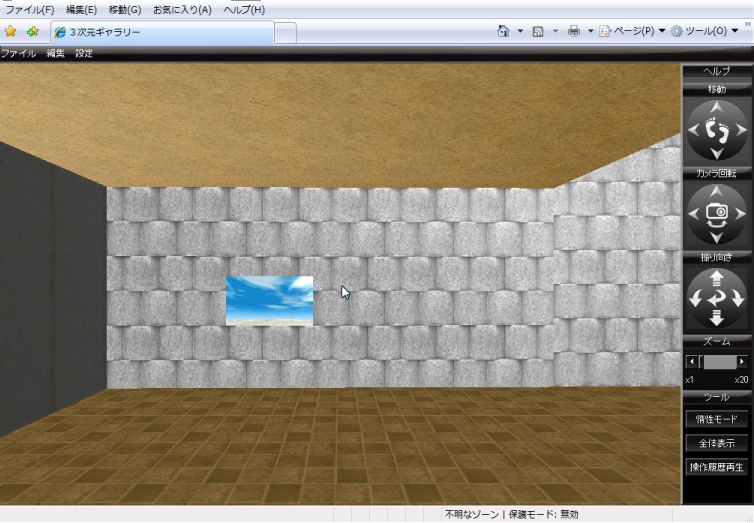 ファイル(F) 編集(E) 移動(G) お気に入り(A) ヘルプ(H)
３次元ギャラリー
ページ(P) ツール(O)
ファイル 編集 設定
ヘルプ
移動
カメラ回転
振り向き
ズーム
x1 x20
ツール
惰性モード
全体表示
操作履歴再生
不明なゾーン | 保護モード: 無効